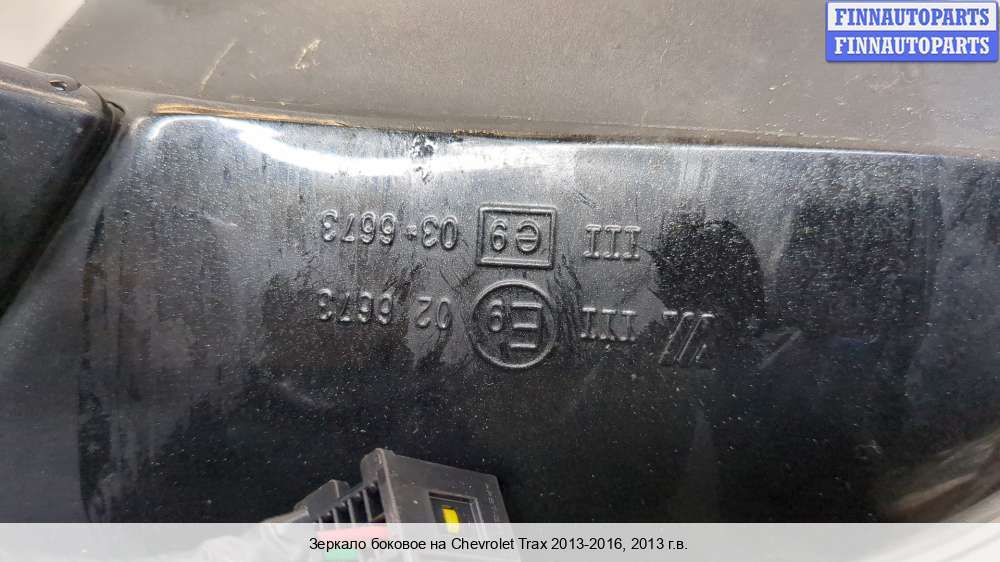 FINNAUTOPARTS
FINNAUTOPARTS
III E9 02 6673
III e9 03*6673
Зеркало боковое на Chevrolet Trax 2013-2016, 2013 г.в.